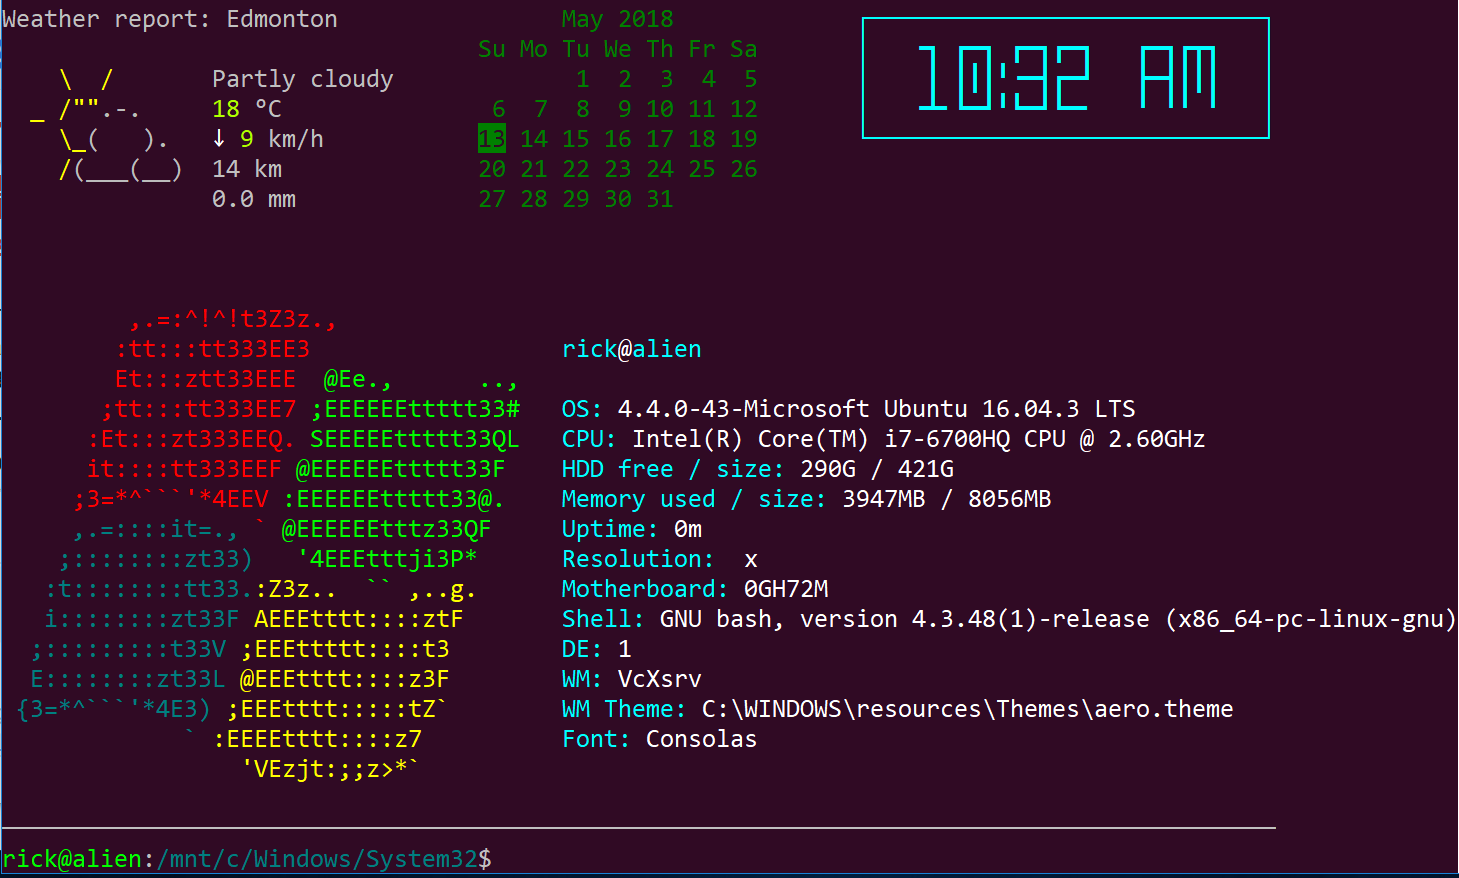 Weather report: Edmonton
    \  /       Partly cloudy
  _ /"".-.     18 °C
    \_(   ).   ↓ 9 km/h
    /(___(__)  14 km
               0.0 mm
May 2018
Su Mo Tu We Th Fr Sa
1 2 3 4 5
6 7 8 9 10 11 12
13 14 15 16 17 18 19
20 21 22 23 24 25 26
27 28 29 30 31
10:32 AM
         ,.=:^!^!t3Z3z.,
        :tt:::tt333EE3                  rick@alien
        Et:::ztt33EEE  @Ee.,      ..,
       ;tt:::tt333EE7 ;EEEEEEttttt33#   OS: 4.4.0-43-Microsoft Ubuntu 16.04.3 LTS
      :Et:::zt333EEQ. SEEEEEttttt33QL   CPU: Intel(R) Core(TM) i7-6700HQ CPU @ 2.60GHz
      it::::tt333EEF @EEEEEEttttt33F    HDD free / size: 290G / 421G
     ;3=*^```'*4EEV :EEEEEEttttt33@.    Memory used / size: 3947MB / 8056MB
     ,.=::::it=., ` @EEEEEEtttz33QF     Uptime: 0m
    ;::::::::zt33)   '4EEEtttji3P*      Resolution:  x
   :t::::::::tt33.:Z3z..  `` ,..g.      Motherboard: 0GH72M
   i::::::::zt33F AEEEtttt::::ztF       Shell: GNU bash, version 4.3.48(1)-release (x86_64-pc-linux-gnu)
  ;:::::::::t33V ;EEEttttt::::t3        DE: 1
  E::::::::zt33L @EEEtttt::::z3F        WM: VcXsrv
 {3=*^```'*4E3) ;EEEtttt:::::tZ`        WM Theme: C:\WINDOWS\resources\Themes\aero.theme
             ` :EEEEtttt::::z7          Font: Consolas
                 'VEzjt:;;z>*`
rick@alien:/mnt/c/Windows/System32$